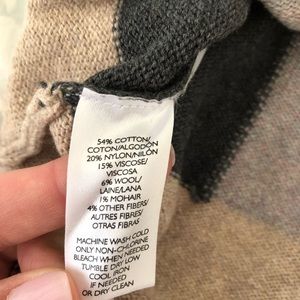 54% COTTON/
COTON/ALGODÓN
20% NYLON/NILÓN
15% VISCOSE/
VISCOSA
6% WOOL/
LAINE/LANA
1% MOHAIR
4% OTHER FIBERS/
AUTRES FIBRES/
OTRAS FIBRAS
MACHINE WASH COLD
ONLY NON-CHLORINE
BLEACH WHEN NEEDED
TUMBLE DRY LOW
COOL IRON
IF NEEDED
OR DRY CLEAN